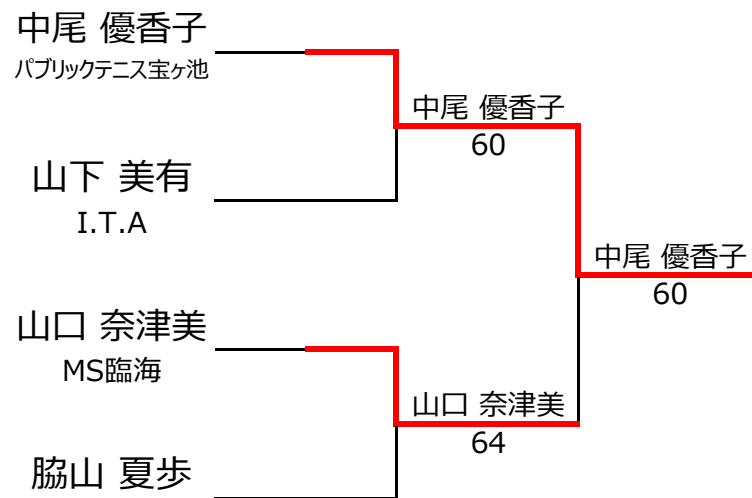 中尾 優香子
パブリックテニス宝ヶ池
中尾 優香子
60
山下 美有
I.T.A
中尾 優香子
60
山口 奈津美
MS臨海
山口 奈津美
64
脇山 夏歩